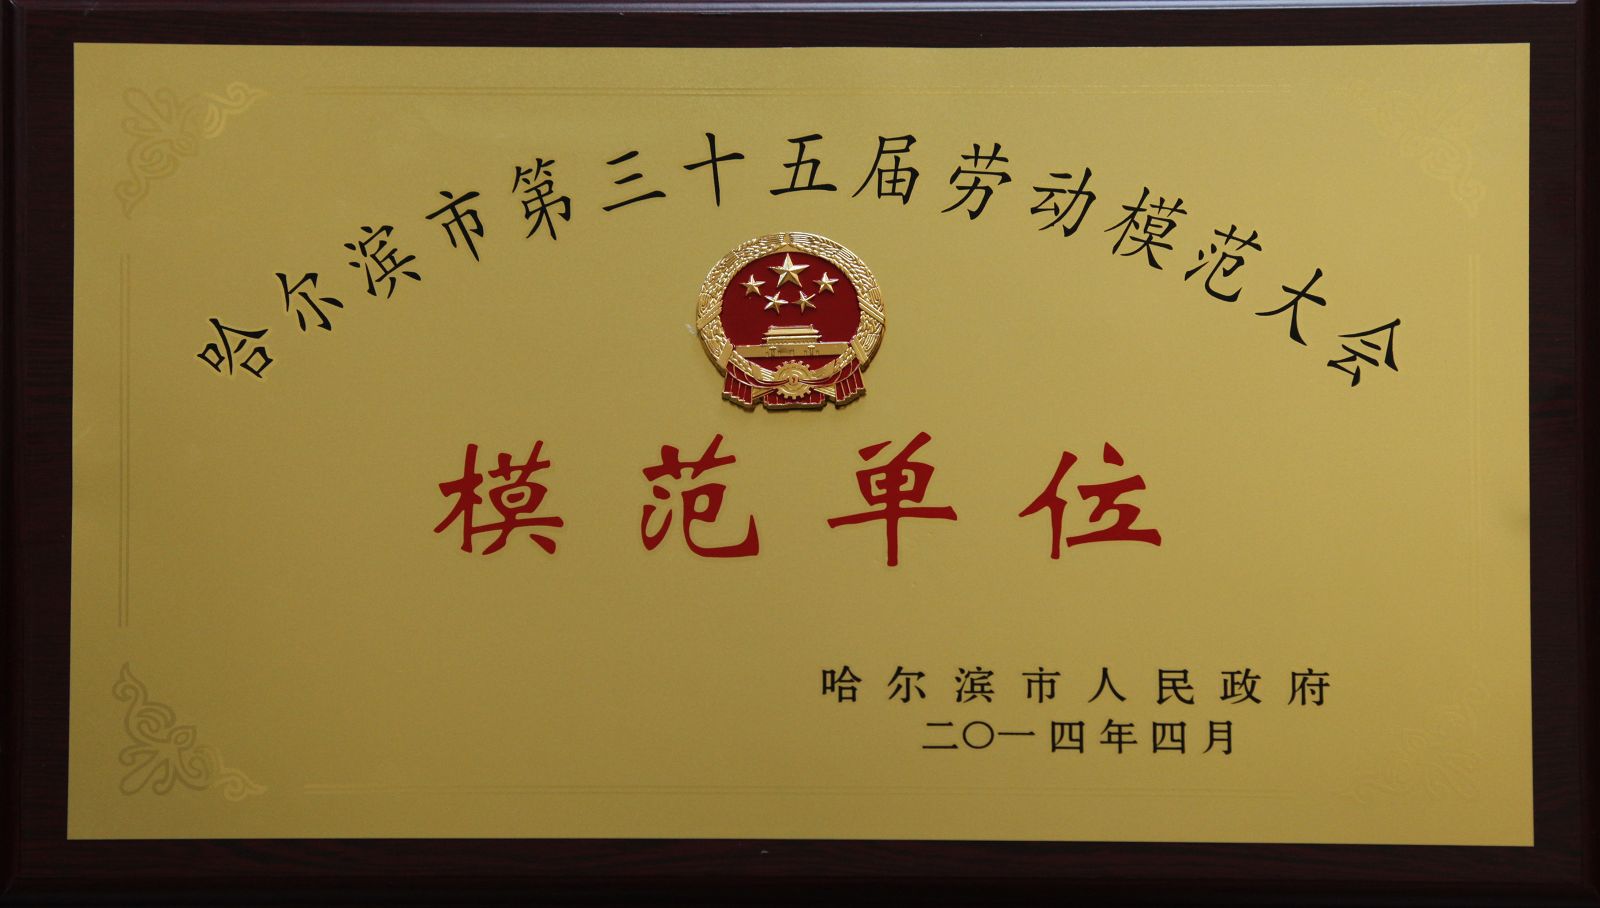 哈尔滨市第三十五届劳动模范大会
模范单位
哈尔滨市人民政府
二〇一四年四月